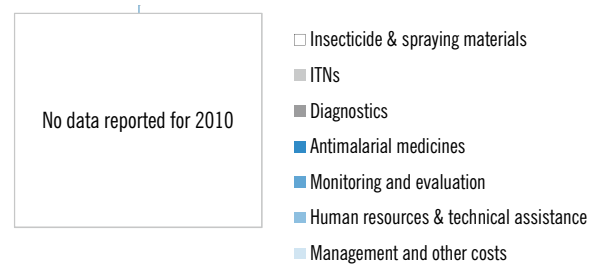 No data reported for 2010
Insecticide & spraying materials
ITNs
Diagnostics
Antimalarial medicines
Monitoring and evaluation
Human resources & technical assistance
Management and other costs